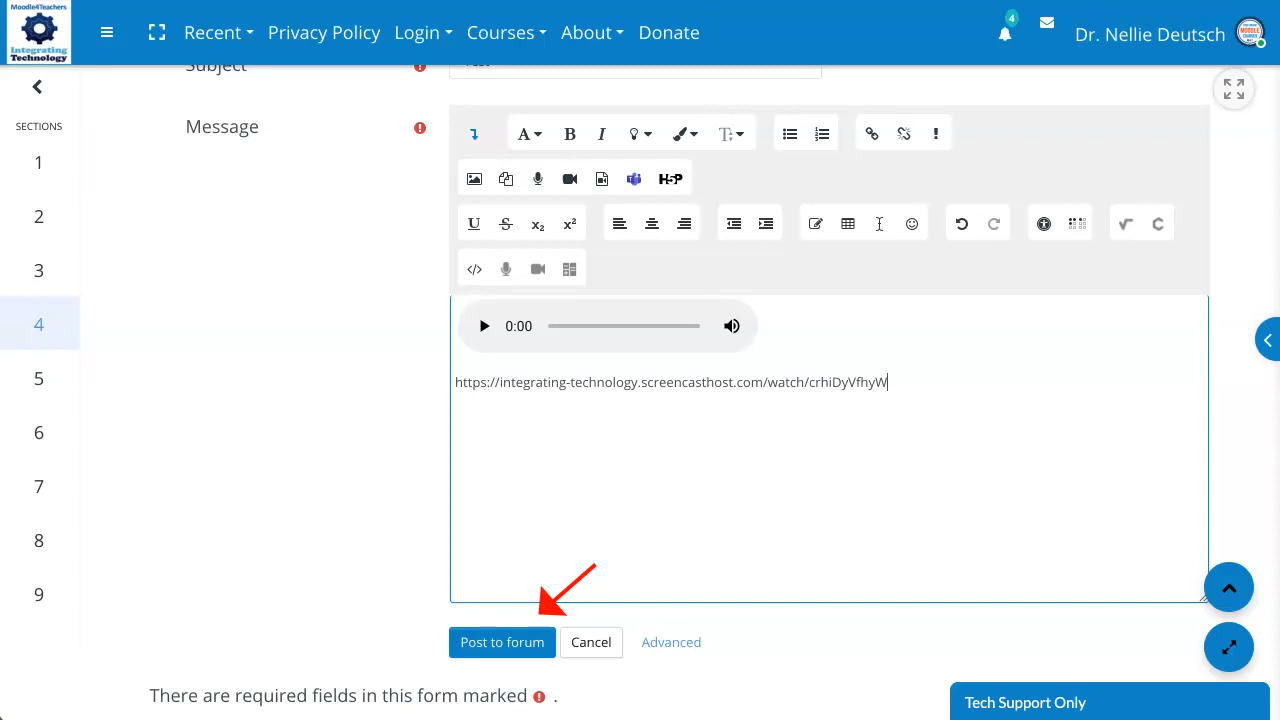 Moodle4Teachers
Integrating
Technology
Recent
Privacy Policy
Login
Courses
About
Donate
4
Dr. Nellie Deutsch
SECTIONS
1
2
3
4
5
6
7
8
9
Subject
Message
A
B
I
T
H5P
U
S
x₂
x²
C
</>
0:00
https://integrating-technology.screencasthost.com/watch/crhiDyVfhyW
Post to forum
Cancel
Advanced
There are required fields in this form marked .
Tech Support Only